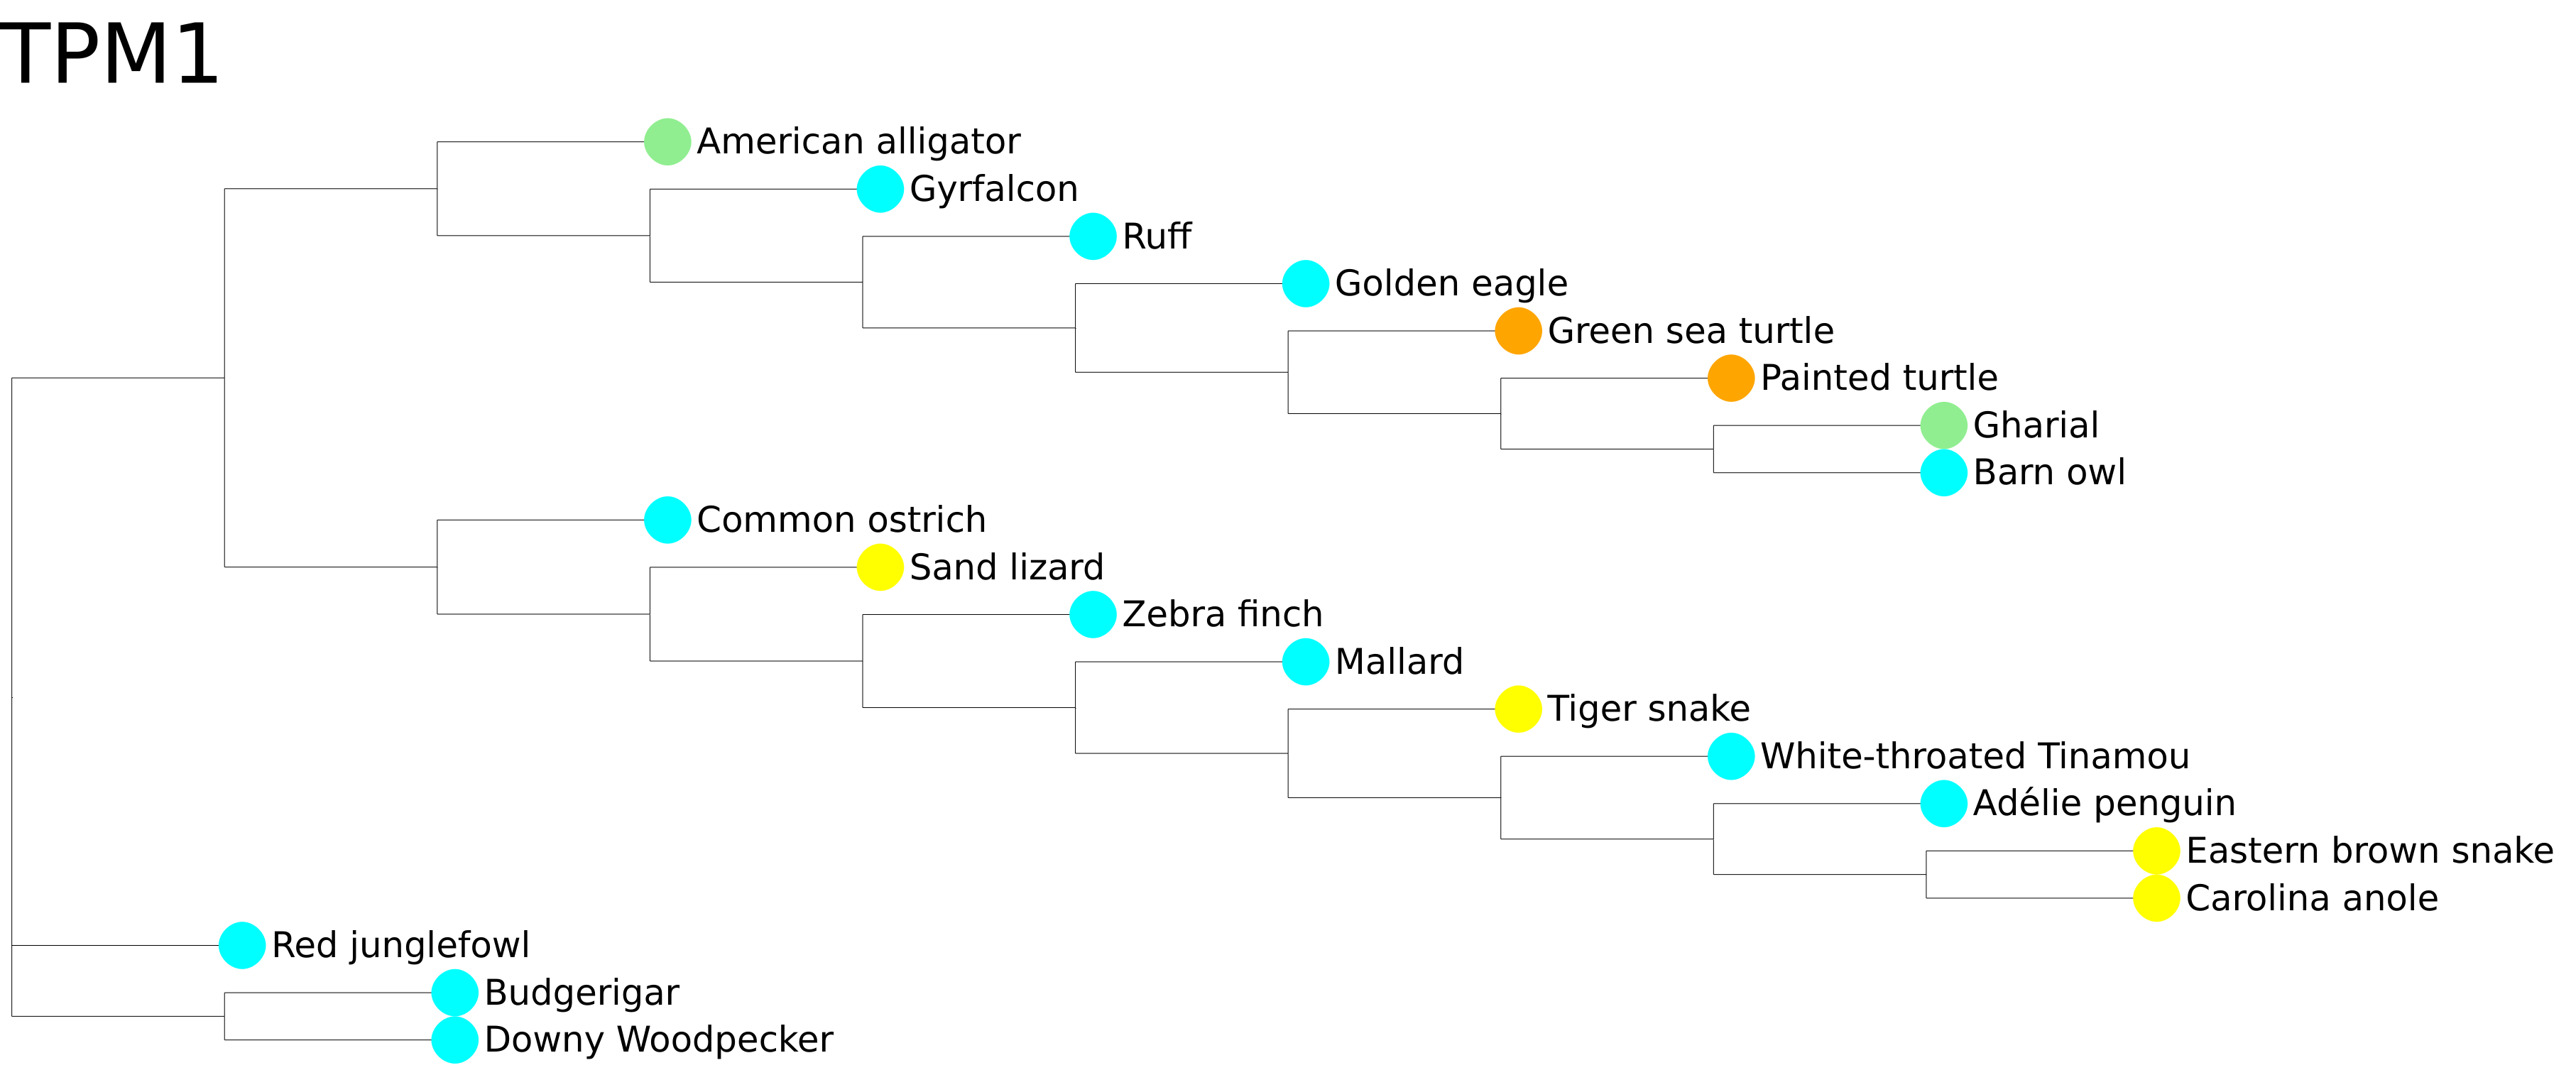 TPM1
American alligator
Gyrfalcon
Ruff
Golden eagle
Green sea turtle
Painted turtle
Gharial
Barn owl
Common ostrich
Sand lizard
Zebra finch
Mallard
Tiger snake
White-throated Tinamou
Adélie penguin
Eastern brown snake
Carolina anole
Red junglefowl
Budgerigar
Downy Woodpecker